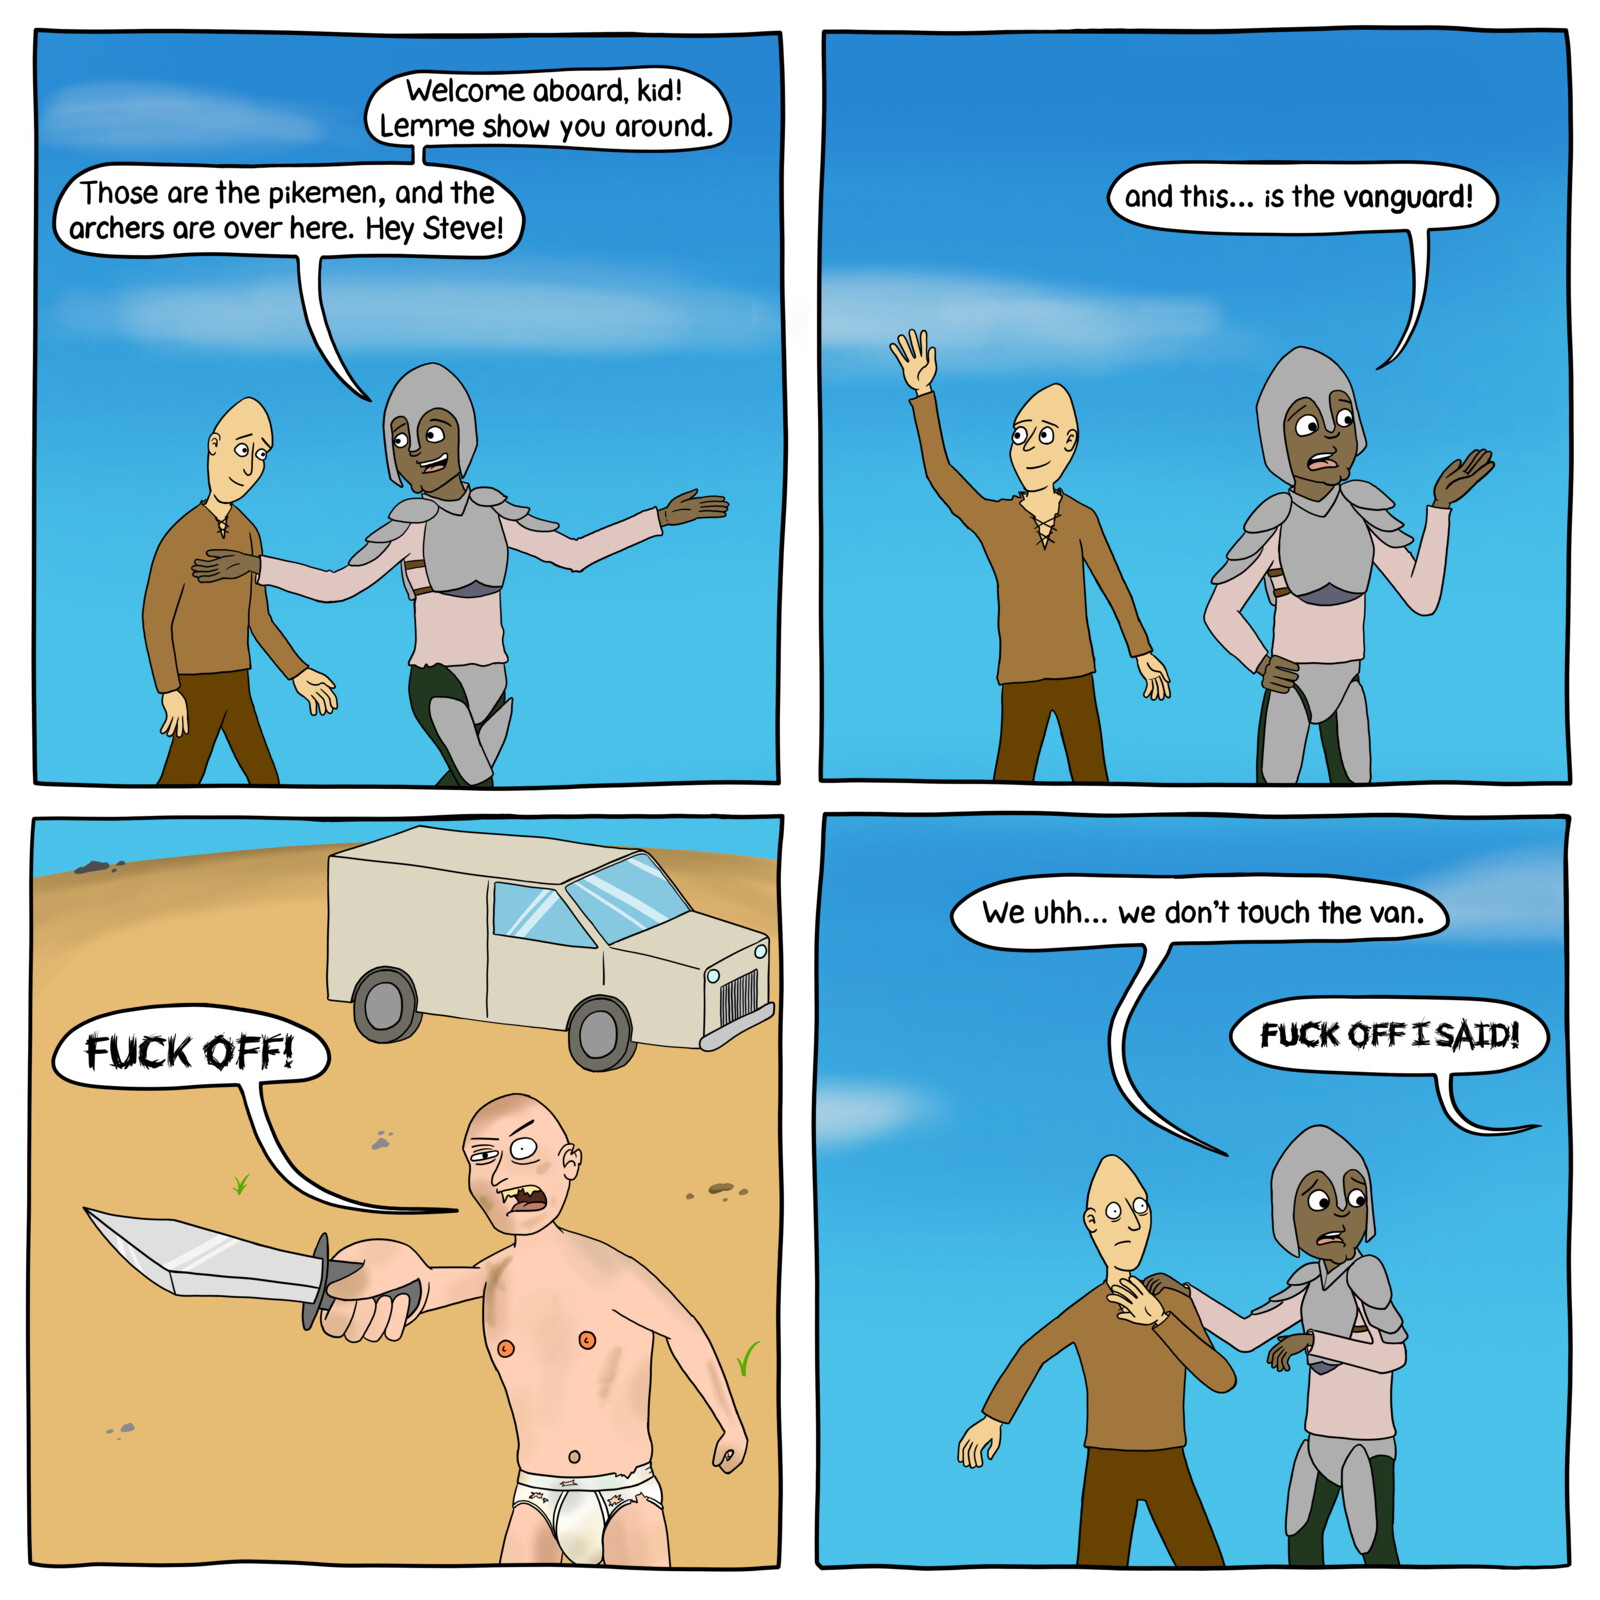 Welcome aboard, kid!
Lemme show you around.
Those are the pikemen, and the
archers are over here. Hey Steve!
and this... is the vanguard!
FUCK OFF!
We uhh... we don't touch the van.
FUCK OFF I SAID!